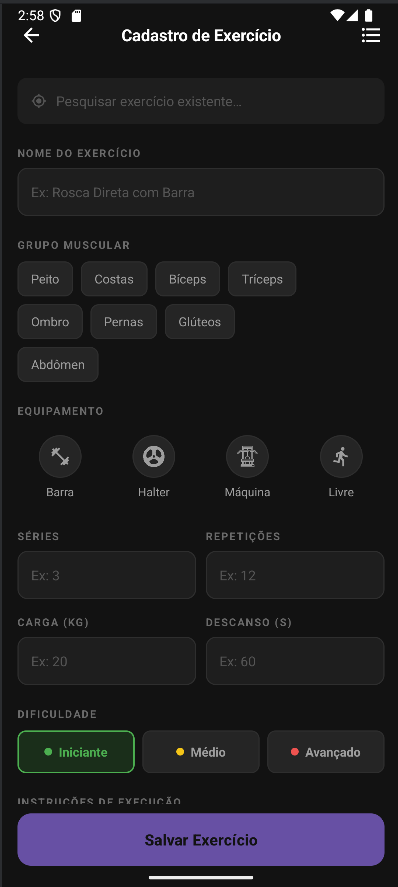 2:58
Cadastro de Exercício
Pesquisar exercício existente...
NOME DO EXERCÍCIO
Ex: Rosca Direta com Barra
GRUPO MUSCULAR
Peito Costas Bíceps Tríceps
Ombro Pernas Glúteos
Abdômen
EQUIPAMENTO
Barra Halter Máquina Livre
SÉRIES REPETIÇÕES
Ex: 3 Ex: 12
CARGA (KG) DESCANSO (S)
Ex: 20 Ex: 60
DIFICULDADE
Iniciante Médio Avançado
INSTRUÇÕES DE EXECUÇÃO
Salvar Exercício